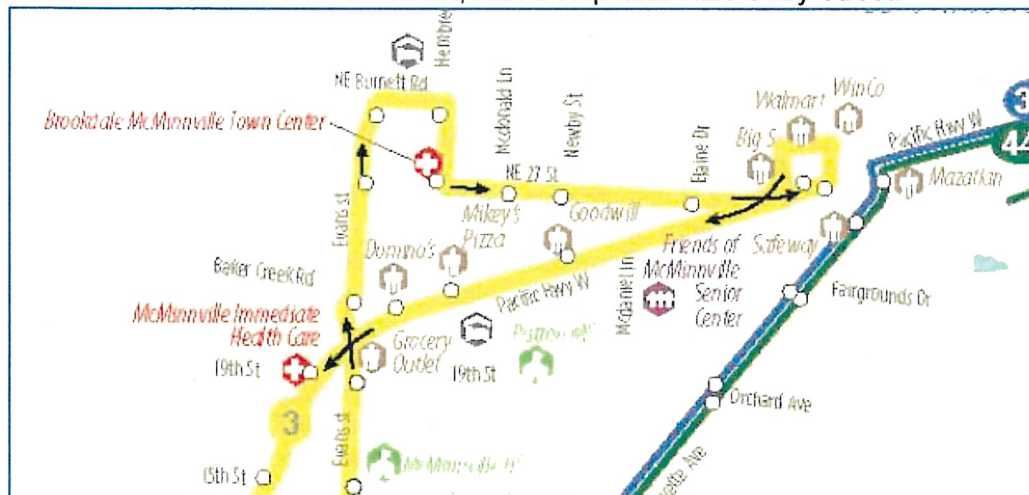 Hembre
NE Burnett Rd
Mcdonald Ln
Newby St
Walmart
WinCo
3
44
Pacific Hwy W
Brookdale McMinnville Town Center
Big 5
Elaine Dr
Mazatlan
NE 27 St
Evans st
Mikey's
Pizza
Goodwill
Domino's
Friends of
McMinnville
Senior
Center
Safeway
Baker Creek Rd
Pacific Hwy W
Mcdaniel Ln
Fairgrounds Dr
McMinnville Immediate
Health Care
Grocery
Outlet
19th St
19th St
Orchard Ave
3
Evans st
15th St
Ave